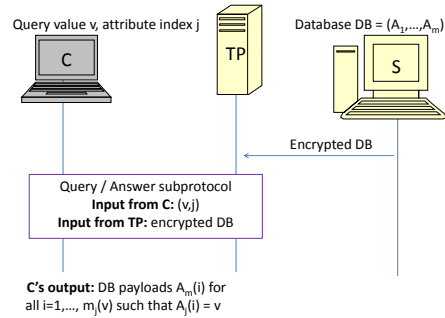 Query value v, attribute index j
Database DB = (A₁,…,Aₘ)
C
TP
S
Encrypted DB
Query / Answer subprotocol
Input from C: (v,j)
Input from TP: encrypted DB
C's output: DB payloads Aₘ(i) for
all i=1,…, mⱼ(v) such that Aⱼ(i) = v